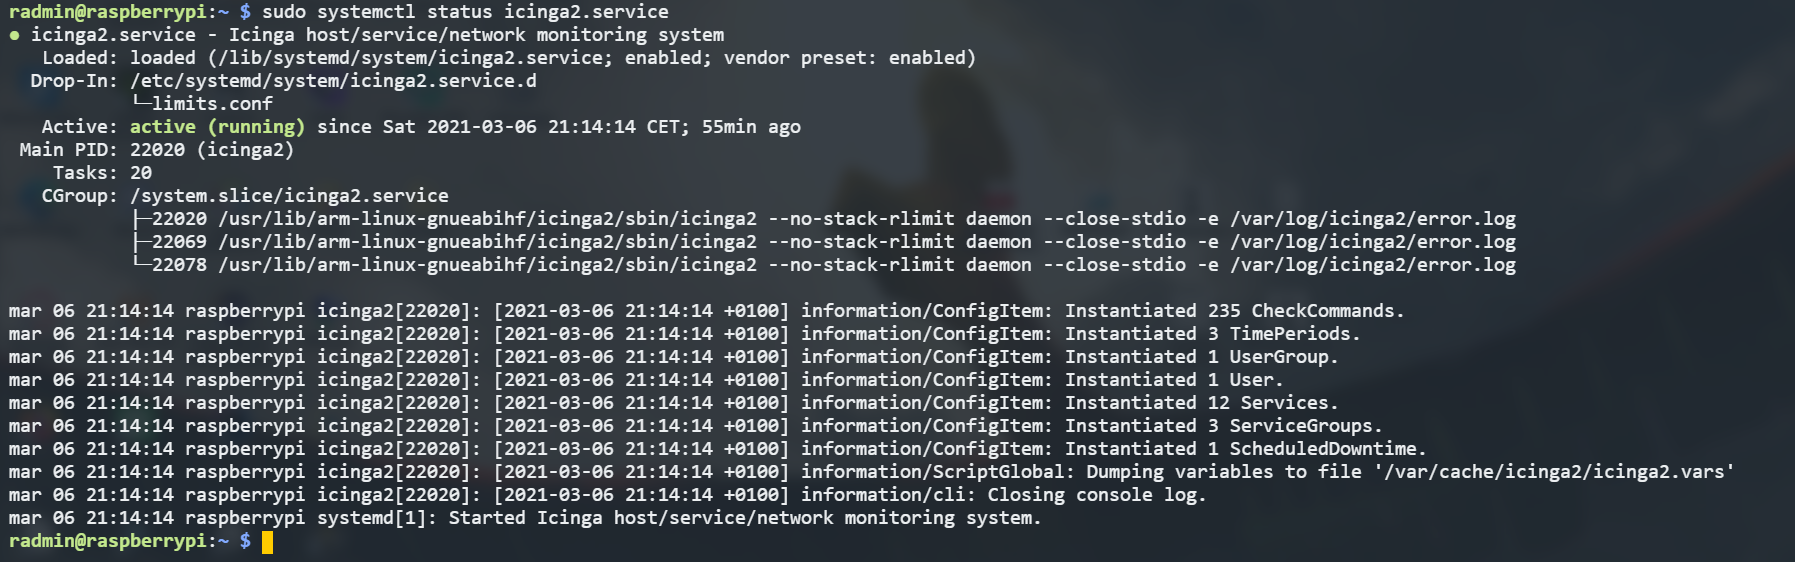 radmin@raspberrypi:~ $ sudo systemctl status icinga2.service
● icinga2.service - Icinga host/service/network monitoring system
   Loaded: loaded (/lib/systemd/system/icinga2.service; enabled; vendor preset: enabled)
  Drop-In: /etc/systemd/system/icinga2.service.d
           └─limits.conf
   Active: active (running) since Sat 2021-03-06 21:14:14 CET; 55min ago
 Main PID: 22020 (icinga2)
    Tasks: 20
   CGroup: /system.slice/icinga2.service
           ├─22020 /usr/lib/arm-linux-gnueabihf/icinga2/sbin/icinga2 --no-stack-rlimit daemon --close-stdio -e /var/log/icinga2/error.log
           ├─22069 /usr/lib/arm-linux-gnueabihf/icinga2/sbin/icinga2 --no-stack-rlimit daemon --close-stdio -e /var/log/icinga2/error.log
           └─22078 /usr/lib/arm-linux-gnueabihf/icinga2/sbin/icinga2 --no-stack-rlimit daemon --close-stdio -e /var/log/icinga2/error.log

mar 06 21:14:14 raspberrypi icinga2[22020]: [2021-03-06 21:14:14 +0100] information/ConfigItem: Instantiated 235 CheckCommands.
mar 06 21:14:14 raspberrypi icinga2[22020]: [2021-03-06 21:14:14 +0100] information/ConfigItem: Instantiated 3 TimePeriods.
mar 06 21:14:14 raspberrypi icinga2[22020]: [2021-03-06 21:14:14 +0100] information/ConfigItem: Instantiated 1 UserGroup.
mar 06 21:14:14 raspberrypi icinga2[22020]: [2021-03-06 21:14:14 +0100] information/ConfigItem: Instantiated 1 User.
mar 06 21:14:14 raspberrypi icinga2[22020]: [2021-03-06 21:14:14 +0100] information/ConfigItem: Instantiated 12 Services.
mar 06 21:14:14 raspberrypi icinga2[22020]: [2021-03-06 21:14:14 +0100] information/ConfigItem: Instantiated 3 ServiceGroups.
mar 06 21:14:14 raspberrypi icinga2[22020]: [2021-03-06 21:14:14 +0100] information/ConfigItem: Instantiated 1 ScheduledDowntime.
mar 06 21:14:14 raspberrypi icinga2[22020]: [2021-03-06 21:14:14 +0100] information/ScriptGlobal: Dumping variables to file '/var/cache/icinga2/icinga2.vars'
mar 06 21:14:14 raspberrypi icinga2[22020]: [2021-03-06 21:14:14 +0100] information/cli: Closing console log.
mar 06 21:14:14 raspberrypi systemd[1]: Started Icinga host/service/network monitoring system.
radmin@raspberrypi:~ $